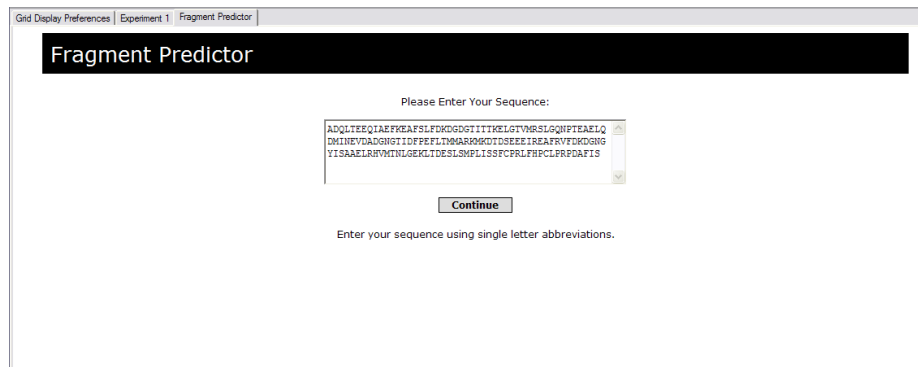 Grid Display Preferences Experiment 1 Fragment Predictor
Fragment Predictor
Please Enter Your Sequence:
ADQLTEEQIAEFKEAFSLFDKDGDGTITTKELGTVMRSLGQNPTEAELQ
DMINEVDADGNGTIDFPEFLTMMARKMKDTDSEEEIREAFRVFDKDGNG
YISAAELRHVMTNLGEKLTDESLSMPLISSFCPRLFHPCLPRPDAFIS
Continue
Enter your sequence using single letter abbreviations.